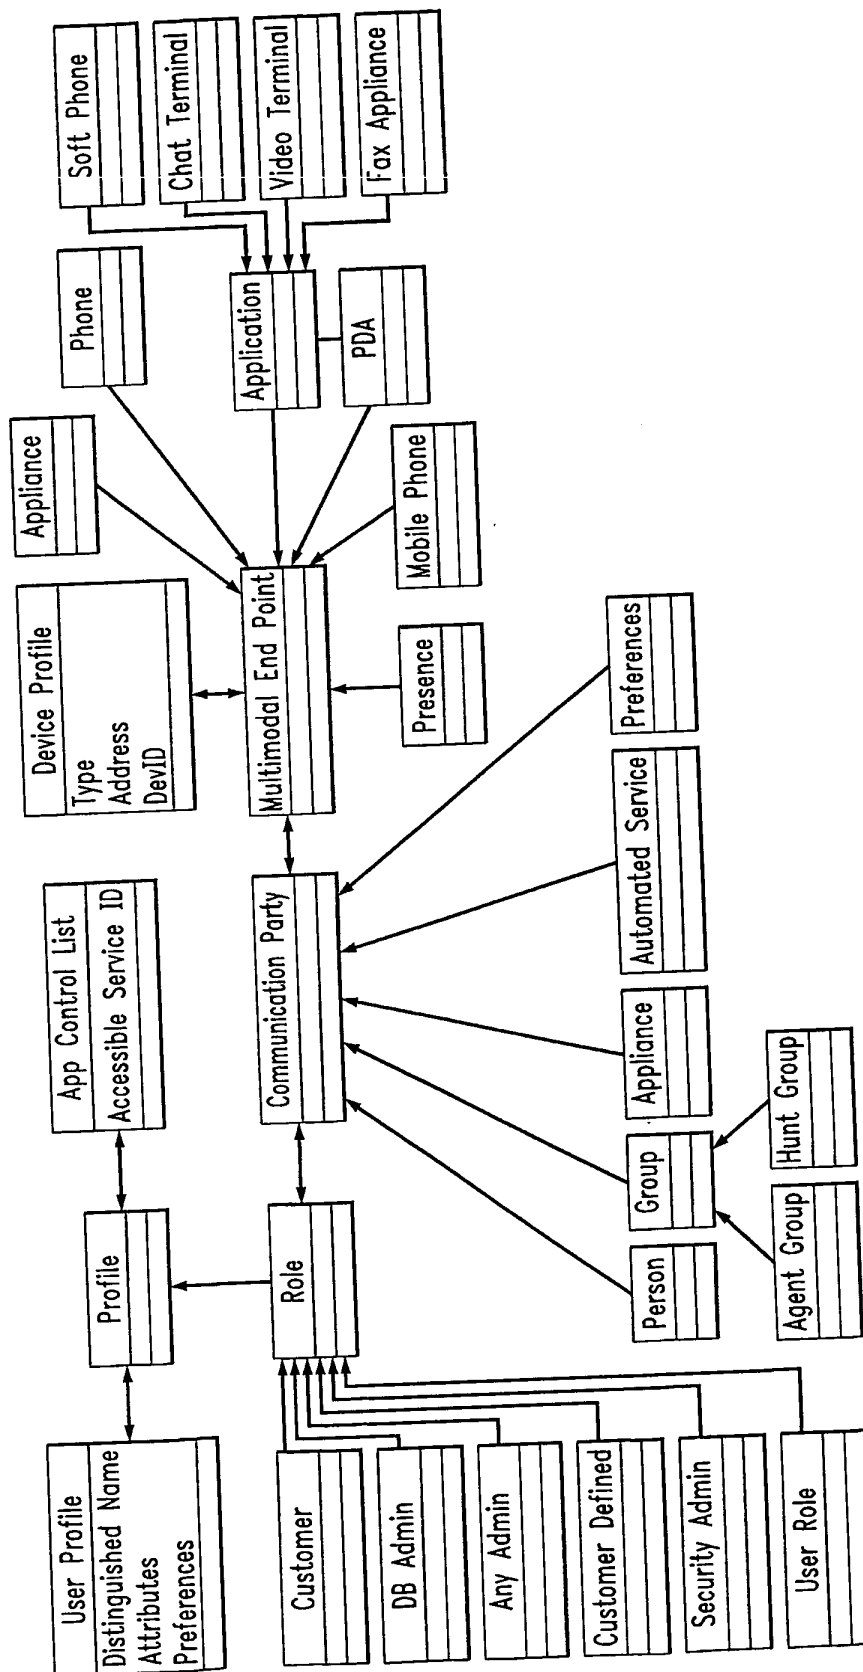 User Profile
Distinguished Name
Attributes
Preferences
Profile
App Control List
Accessible Service ID
Device Profile
Type
Address
DevID
Appliance
Phone
Soft Phone
Chat Terminal
Video Terminal
Fax Appliance
Customer
DB Admin
Any Admin
Customer Defined
Security Admin
User Role
Role
Communication Party
Multimodal End Point
Application
PDA
Mobile Phone
Presence
Person
Group
Appliance
Automated Service
Preferences
Agent Group
Hunt Group